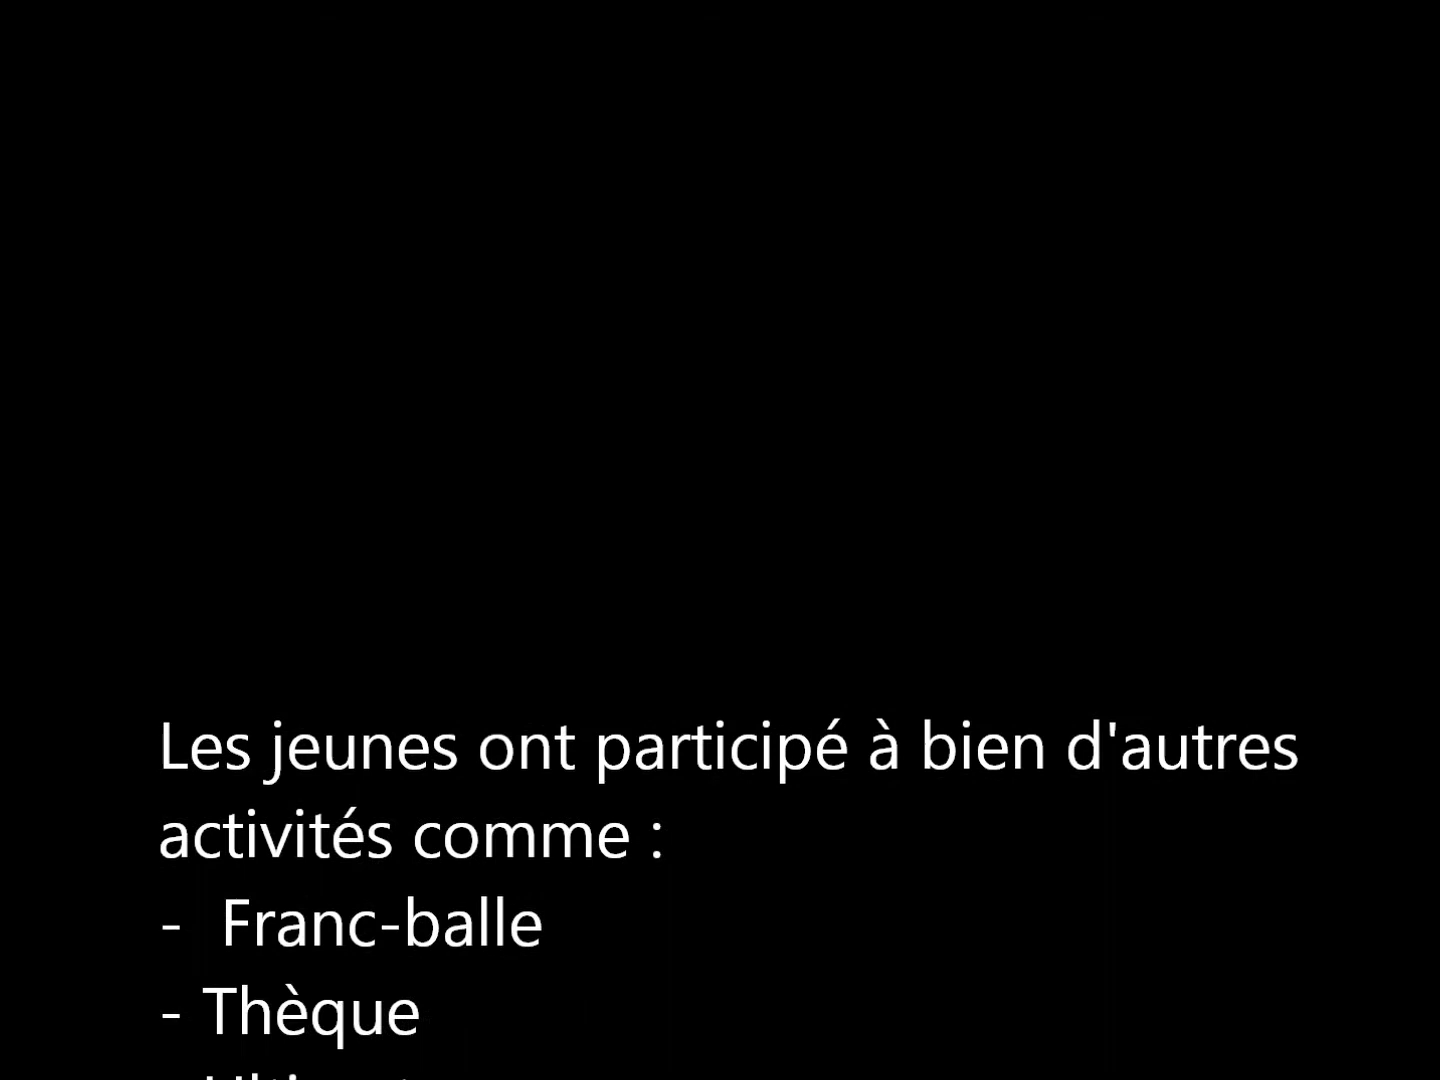 Les jeunes ont participé à bien d'autres
activités comme :
-  Franc-balle
- Thèque